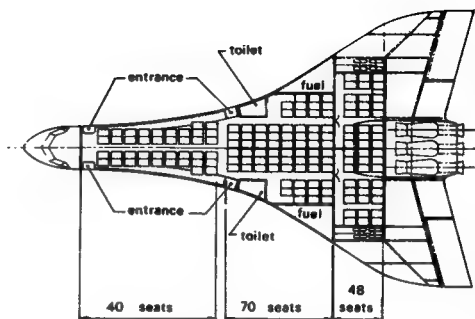 toilet
entrance
fuel
fuel
entrance
toilet
40 seats
70 seats
48
seats